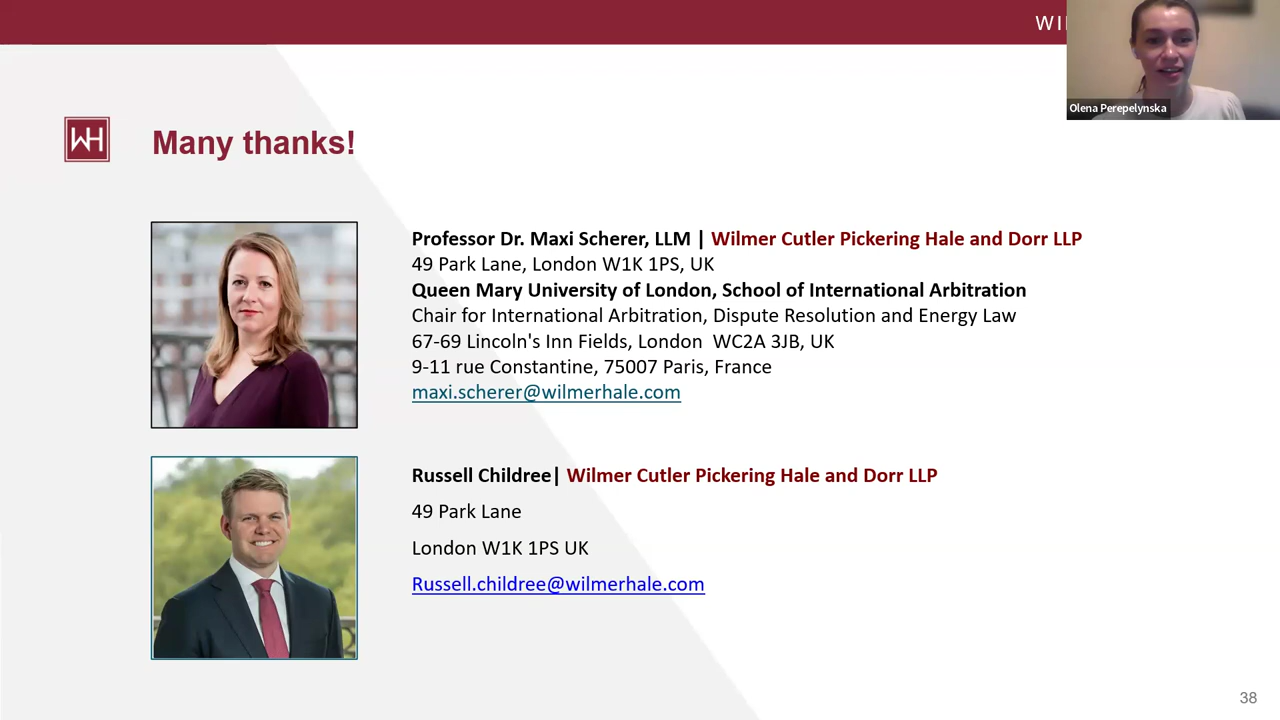 WI
Olena Perepelynska
WH
Many thanks!
Professor Dr. Maxi Scherer, LLM | Wilmer Cutler Pickering Hale and Dorr LLP
49 Park Lane, London W1K 1PS, UK
Queen Mary University of London, School of International Arbitration
Chair for International Arbitration, Dispute Resolution and Energy Law
67-69 Lincoln's Inn Fields, London  WC2A 3JB, UK
9-11 rue Constantine, 75007 Paris, France
maxi.scherer@wilmerhale.com
Russell Childree| Wilmer Cutler Pickering Hale and Dorr LLP
49 Park Lane
London W1K 1PS UK
Russell.childree@wilmerhale.com
38